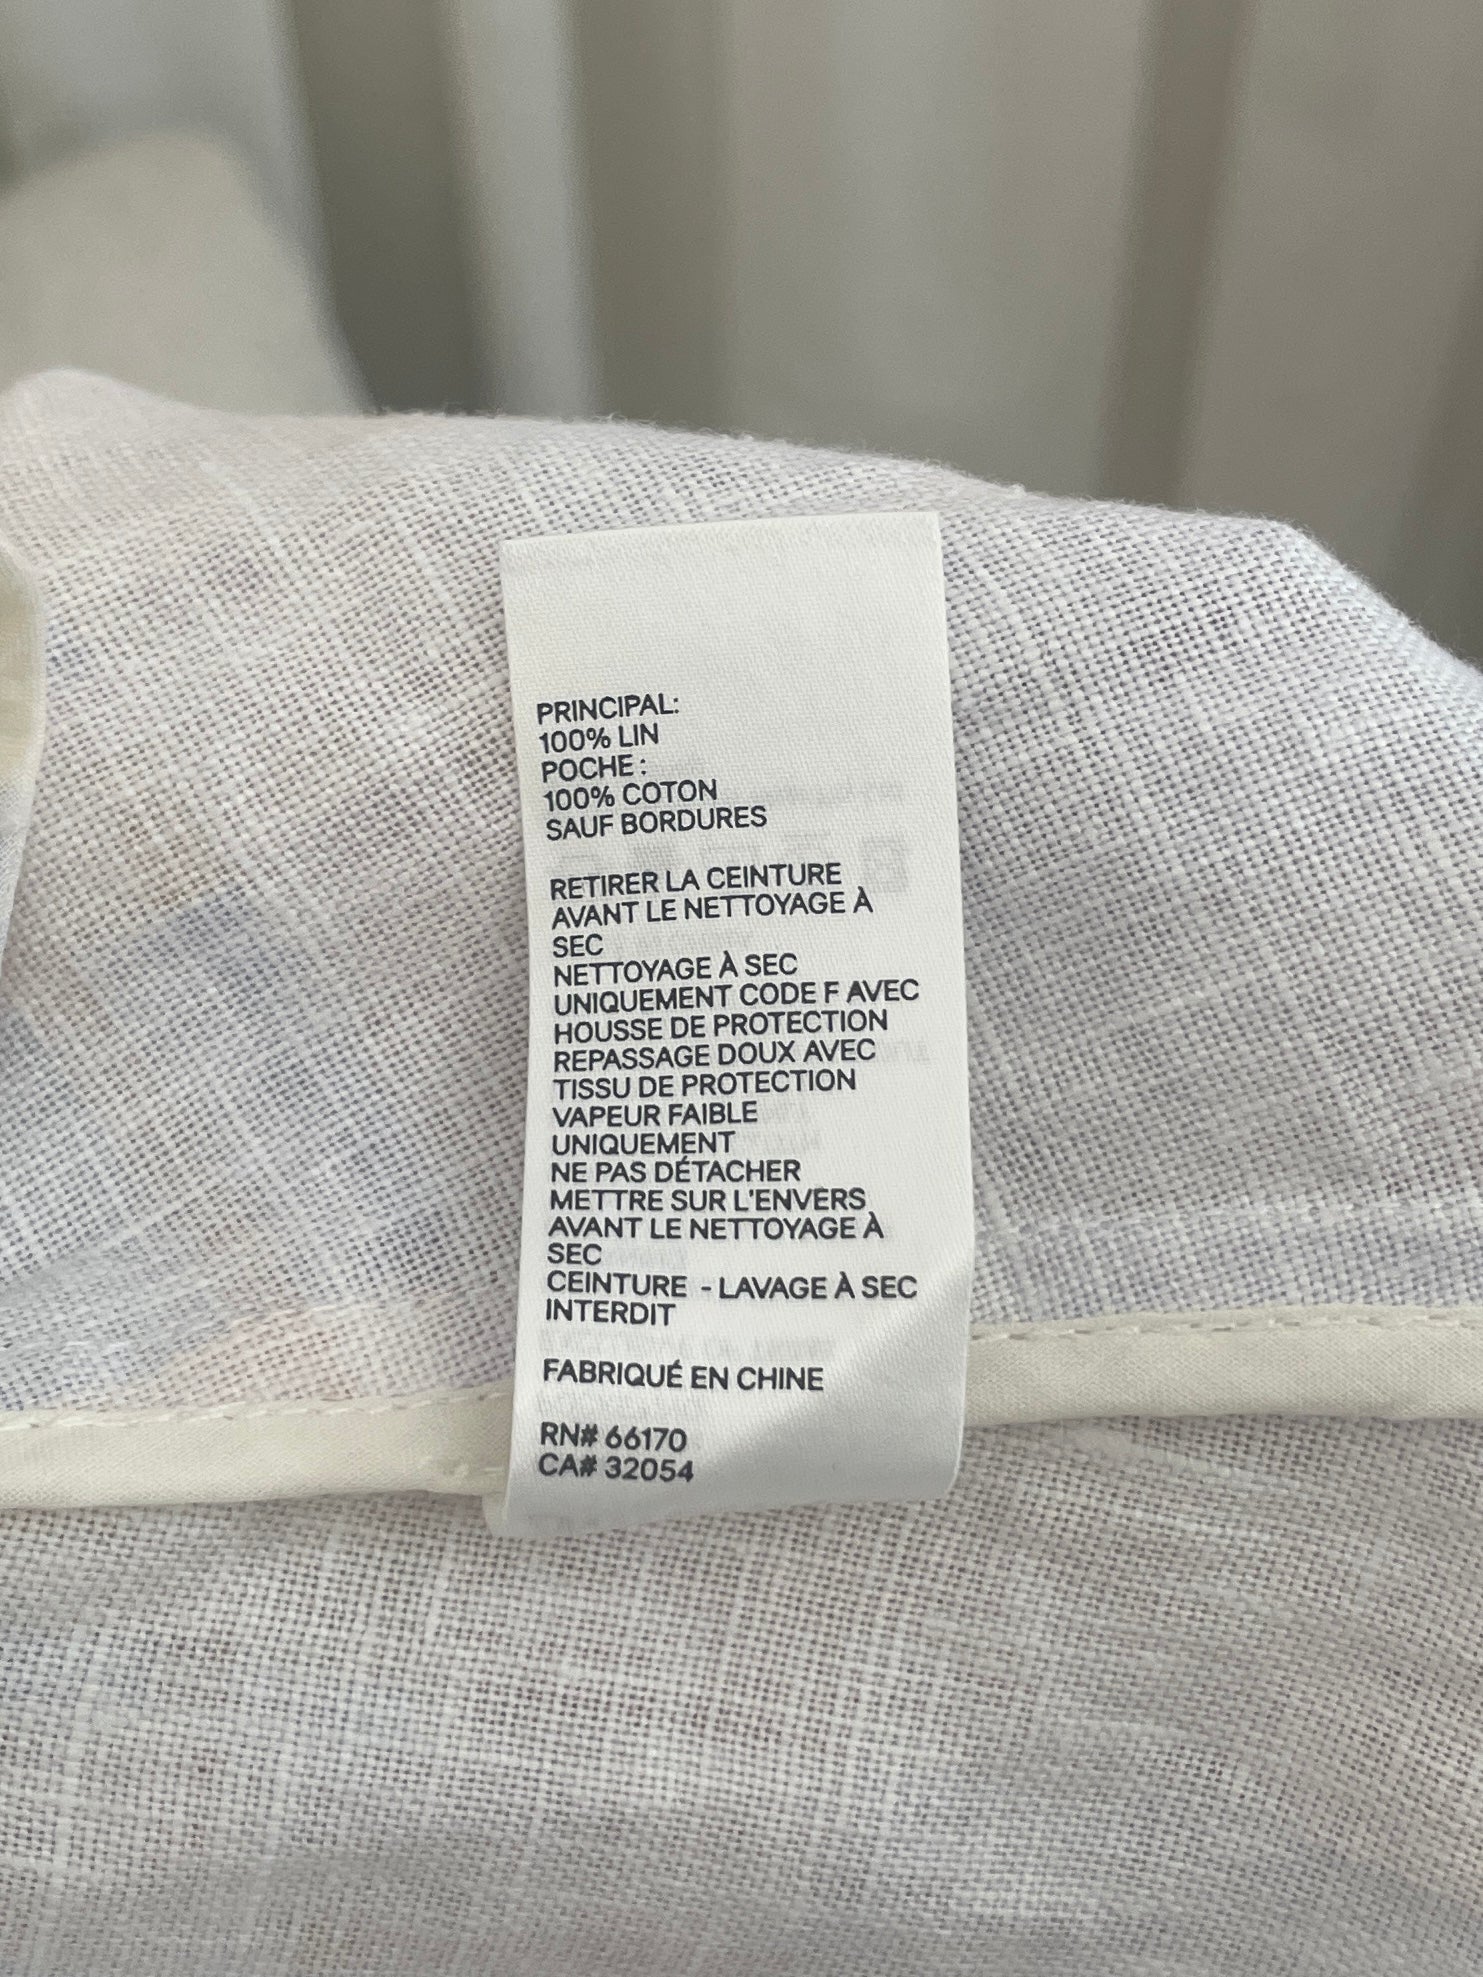 PRINCIPAL:
100% LIN
POCHE :
100% COTON
SAUF BORDURES
RETIRER LA CEINTURE
AVANT LE NETTOYAGE À
SEC
NETTOYAGE À SEC
UNIQUEMENT CODE F AVEC
HOUSSE DE PROTECTION
REPASSAGE DOUX AVEC
TISSU DE PROTECTION
VAPEUR FAIBLE
UNIQUEMENT
NE PAS DÉTACHER
METTRE SUR L'ENVERS
AVANT LE NETTOYAGE À
SEC
CEINTURE - LAVAGE À SEC
INTERDIT
FABRIQUÉ EN CHINE
RN# 66170
CA# 32054